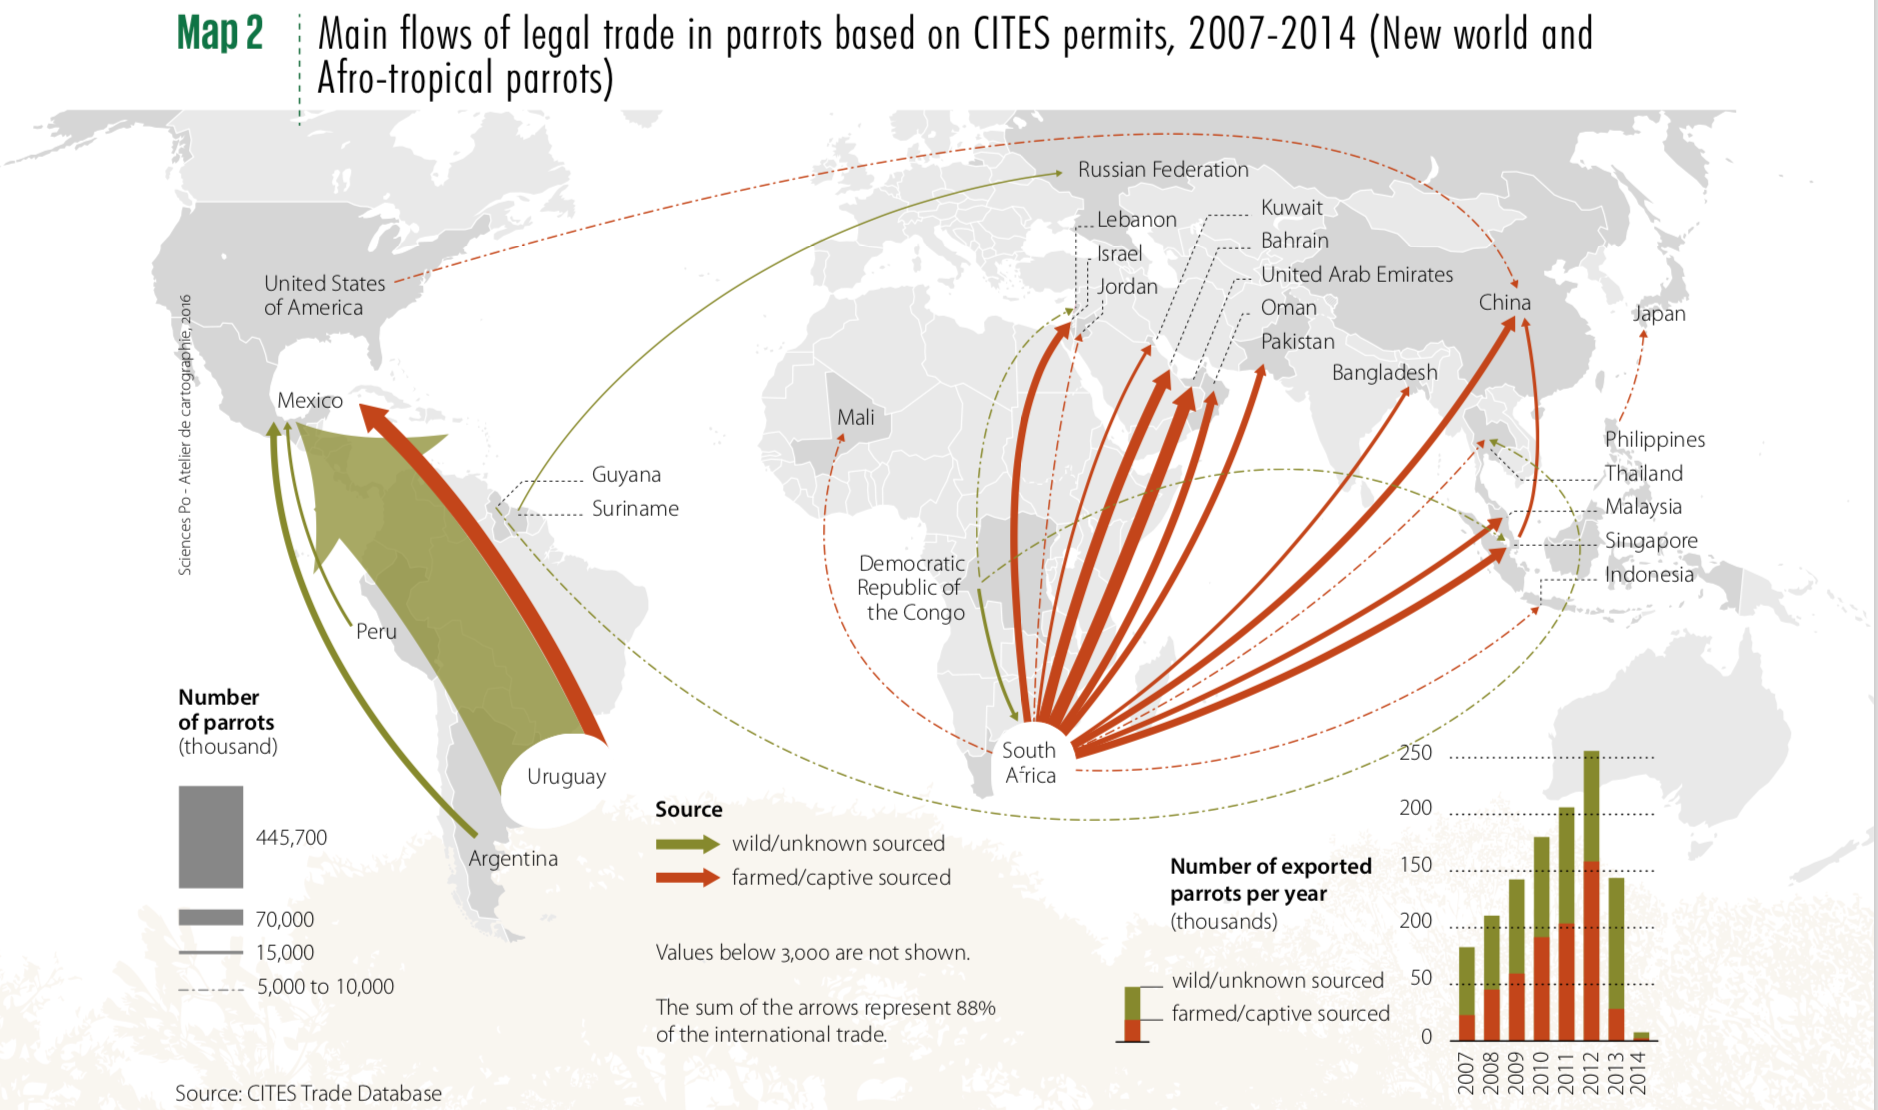 Map 2
Main flows of legal trade in parrots based on CITES permits, 2007-2014 (New world and
Afro-tropical parrots)
Russian Federation
Lebanon
Israel
Jordan
Kuwait
Bahrain
United Arab Emirates
Oman
Pakistan
Bangladesh
China
Japan
United States
of America
Mexico
Mali
Guyana
Suriname
Philippines
Thailand
Malaysia
Singapore
Indonesia
Democratic
Republic of
the Congo
Peru
South
Africa
Uruguay
Argentina
Sciences Po - Atelier de cartographie, 2016
Number
of parrots
(thousand)
445,700
70,000
15,000
5,000 to 10,000
Source
wild/unknown sourced
farmed/captive sourced
Values below 3,000 are not shown.
The sum of the arrows represent 88%
of the international trade.
Number of exported
parrots per year
(thousands)
wild/unknown sourced
farmed/captive sourced
250
200
150
200
50
0
2007
2008
2009
2010
2011
2012
2013
2014
Source: CITES Trade Database